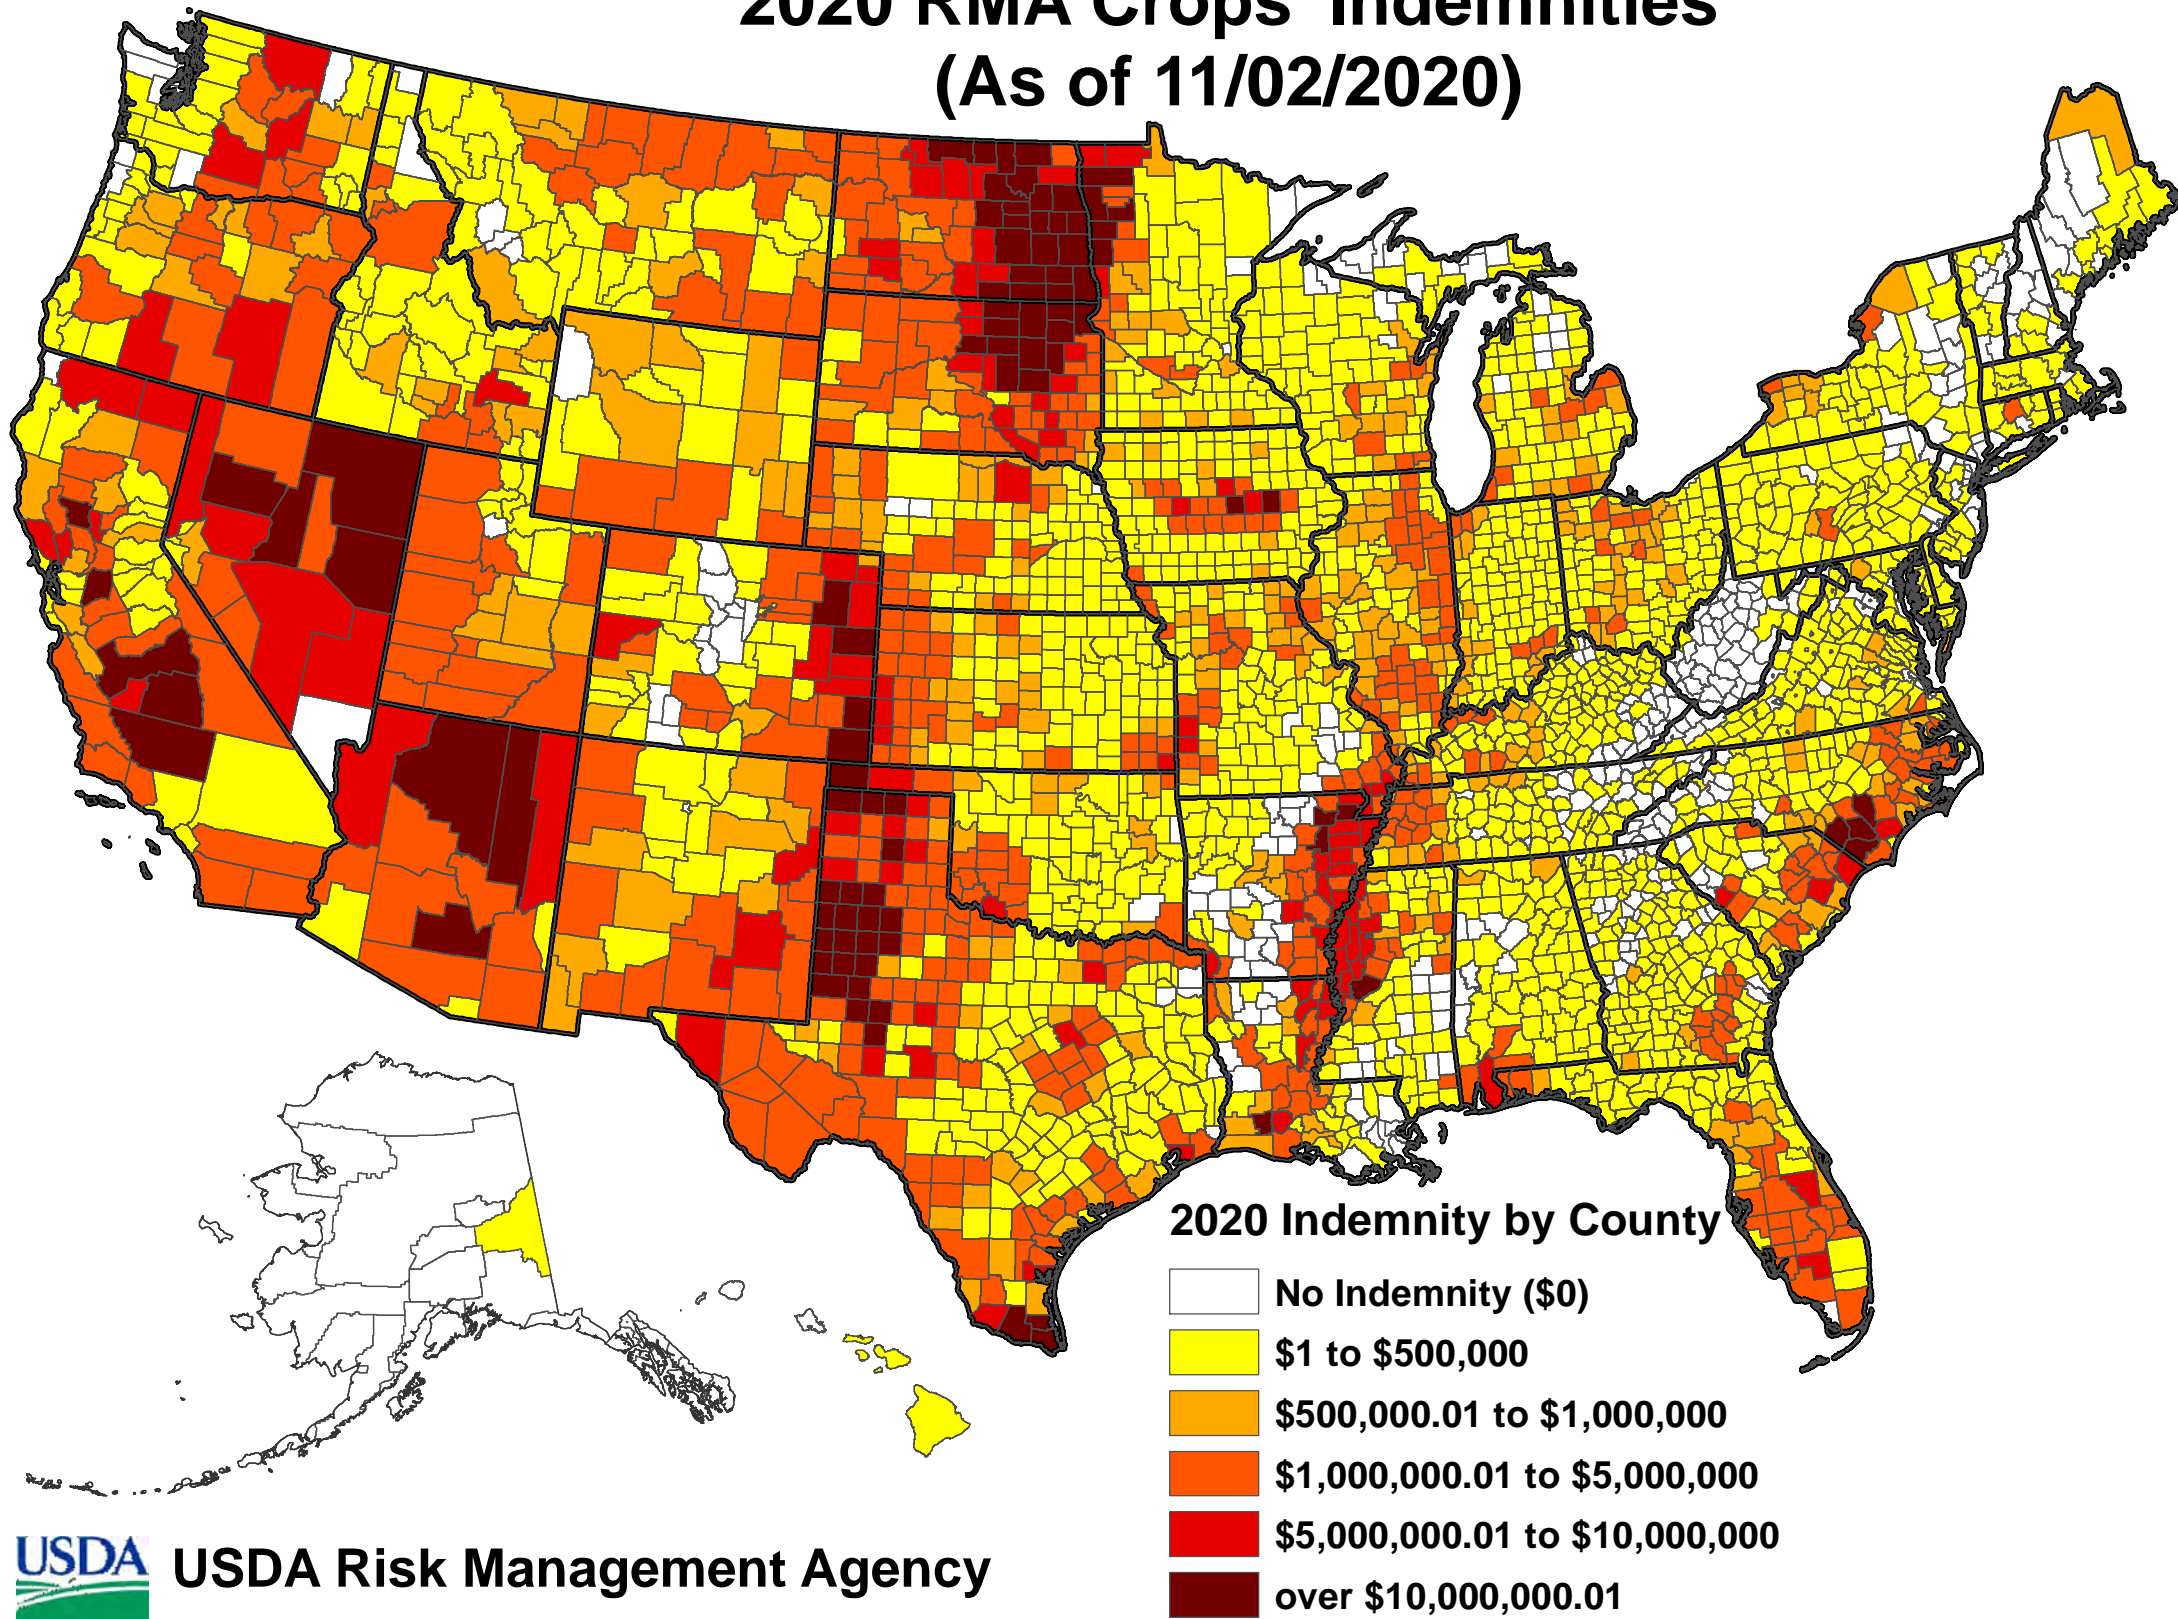 2020 RMA Crops' Indemnities
(As of 11/02/2020)
2020 Indemnity by County
No Indemnity ($0)
$1 to $500,000
$500,000.01 to $1,000,000
$1,000,000.01 to $5,000,000
$5,000,000.01 to $10,000,000
over $10,000,000.01
USDA
USDA Risk Management Agency